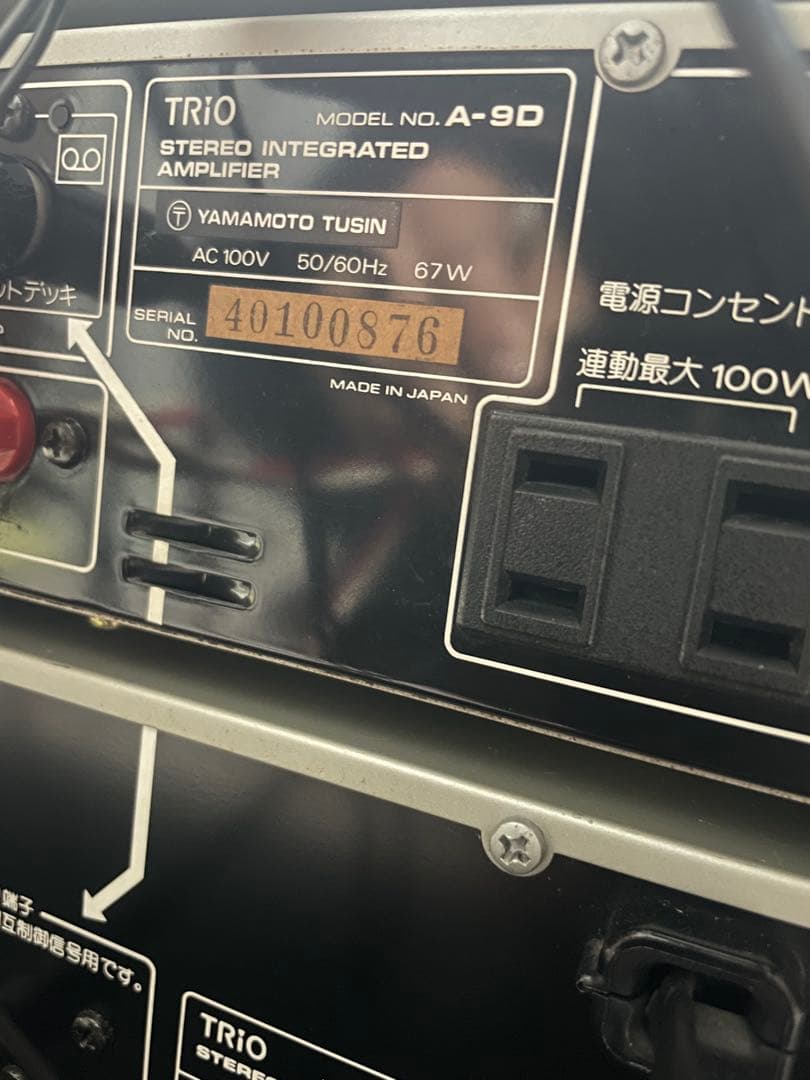 TRIO MODEL NO. A-9D
STEREO INTEGRATED
AMPLIFIER
〒 YAMAMOTO TUSIN
AC 100V 50/60Hz 67W
SERIAL NO. 40100876
MADE IN JAPAN
トデッキ
電源コンセント
連動最大 100W
端子
互制御信号用です。
TRIO